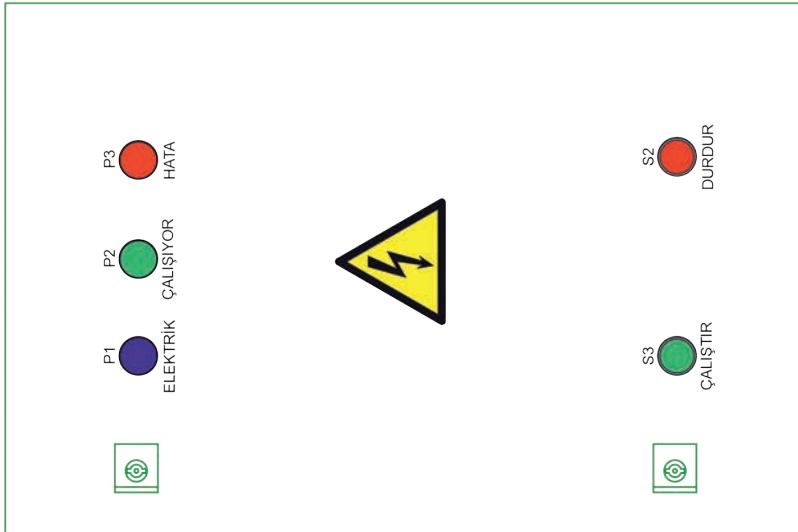 P1
ELEKTRİK
P2
ÇALIŞIYOR
P3
HATA
S3
ÇALIŞTIR
S2
DURDUR